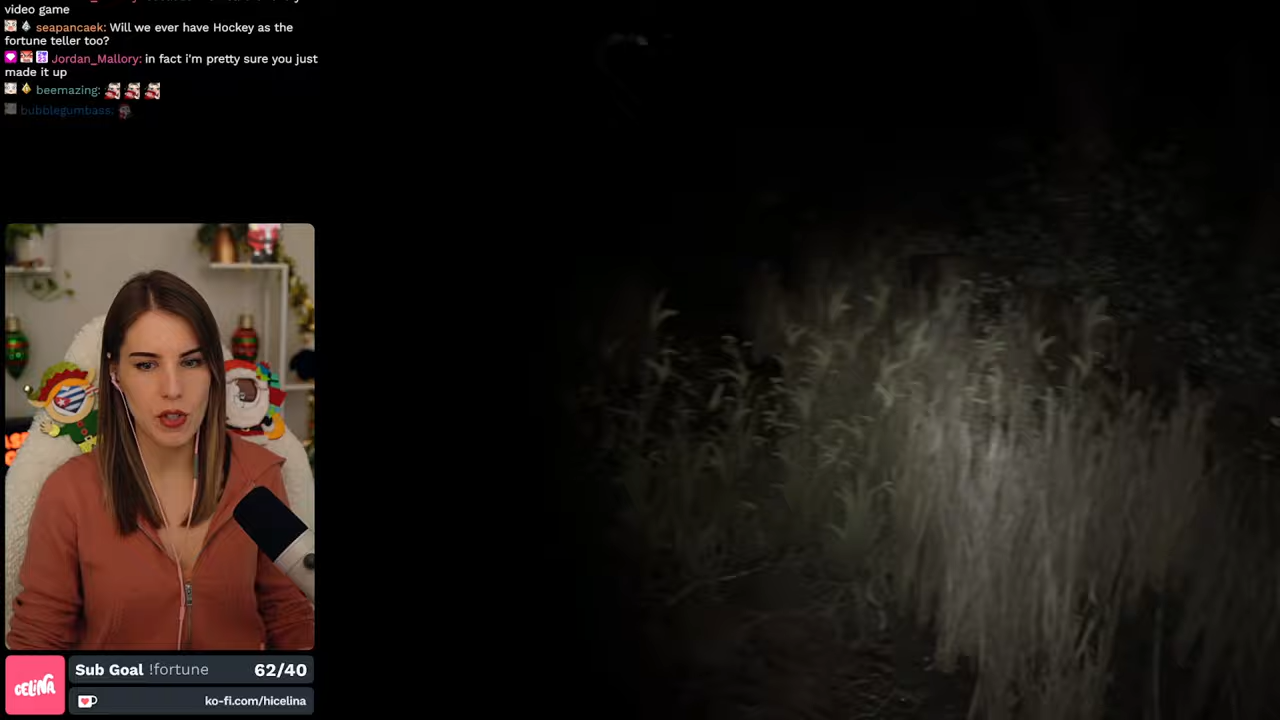 video game
seapancaek: Will we ever have Hockey as the
fortune teller too?
Jordan_Mallory: in fact i'm pretty sure you just
made it up
beemazing:
bubblegumbass:
CELINA
Sub Goal !fortune 62/40
ko-fi.com/hicelina